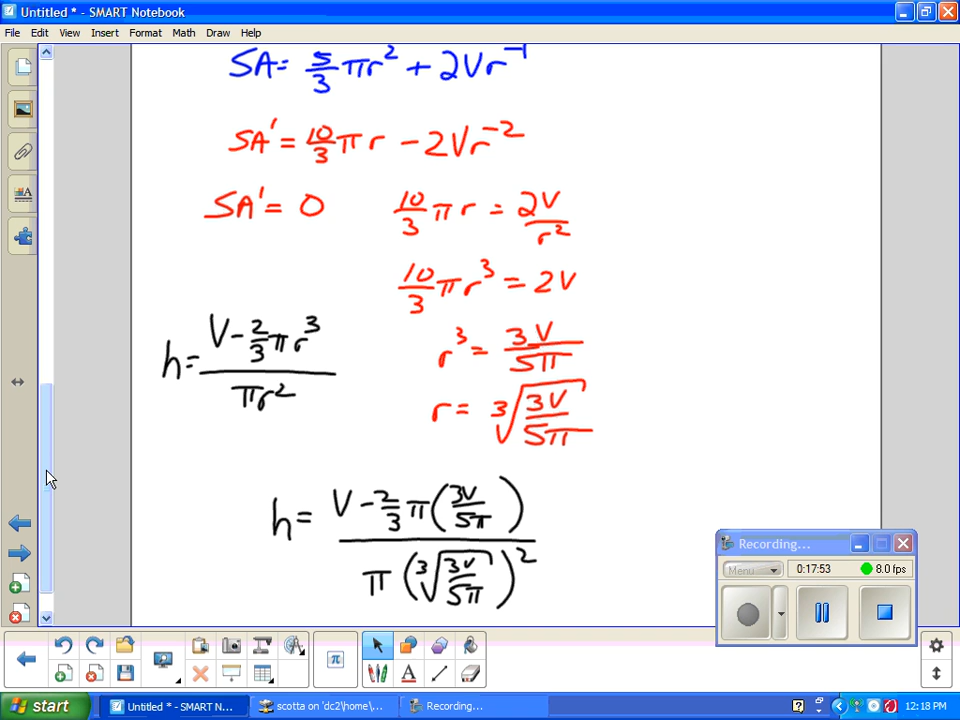 Untitled * - SMART Notebook
File Edit View Insert Format Math Draw Help
SA = 5/3 πr² + 2Vr⁻¹
SA' = 10/3 πr - 2Vr⁻²
SA' = 0 10/3 πr = 2V/r²
10/3 πr³ = 2V
h = (V - 2/3 πr³)/(πr²)
r³ = 3V/5π
r = ³√(3V/5π)
h = (V - 2/3 π(3V/5π))/(π(³√(3V/5π))²)
Recording...
Menu 0:17:53 8.0 fps
π
A
start Untitled * - SMART N... scotta on 'dc2\home\... Recording... 12:18 PM